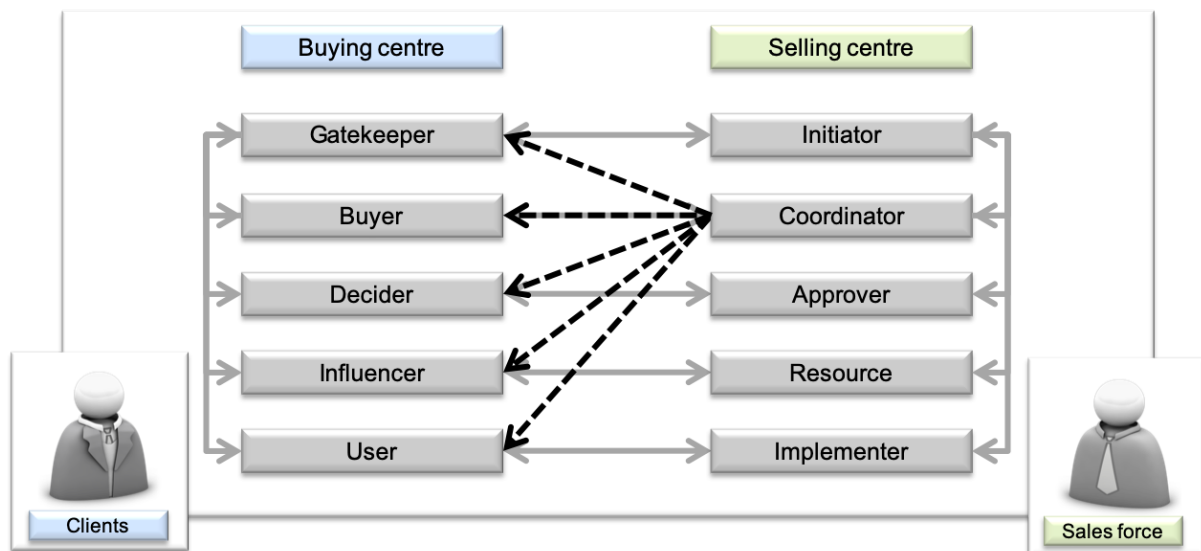 Buying centre
Selling centre
Gatekeeper
Initiator
Buyer
Coordinator
Decider
Approver
Influencer
Resource
User
Implementer
Clients
Sales force